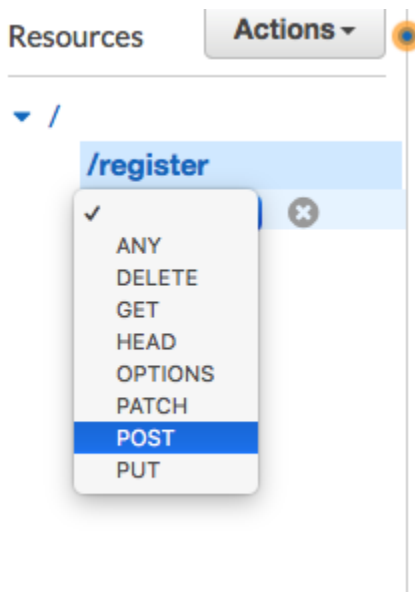 Resources Actions
/
/register
ANY
DELETE
GET
HEAD
OPTIONS
PATCH
POST
PUT